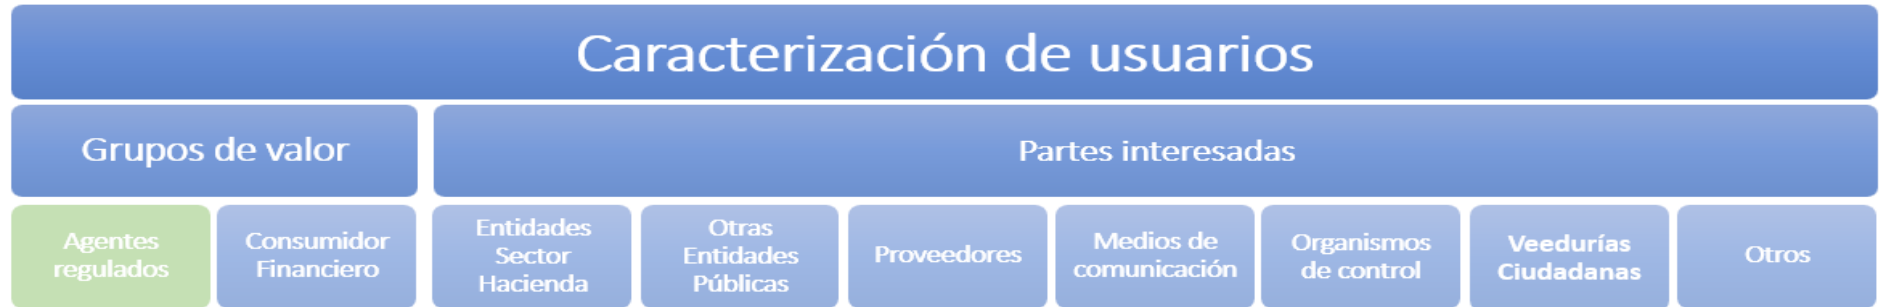 Caracterización de usuarios
Grupos de valor
Partes interesadas
Agentes
regulados
Consumidor
Financiero
Entidades
Sector
Hacienda
Otras
Entidades
Públicas
Proveedores
Medios de
comunicación
Organismos
de control
Veedurías
Ciudadanas
Otros